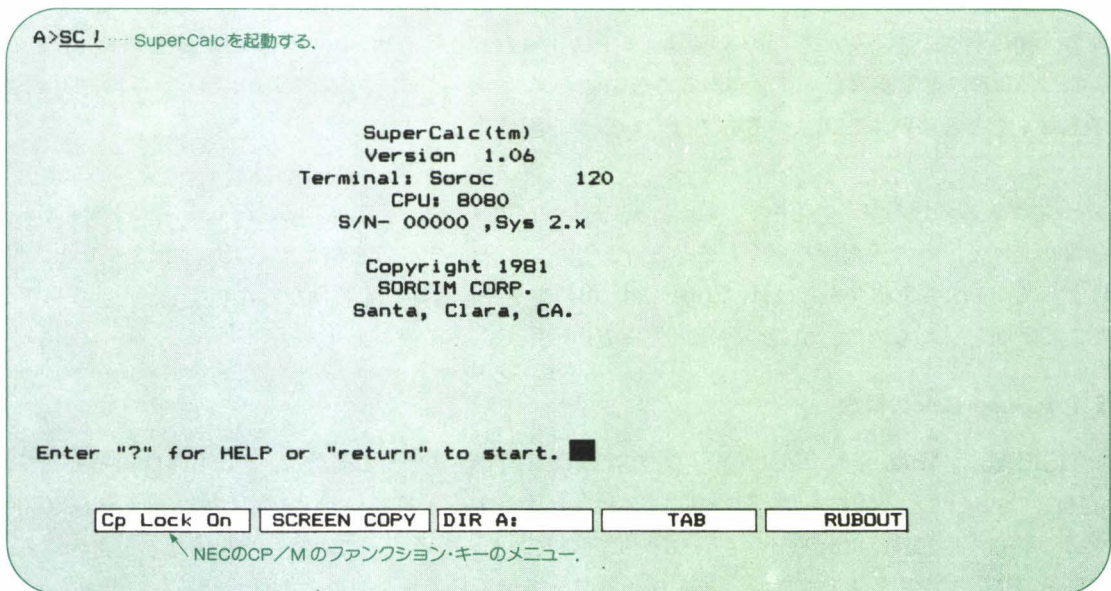 A>SC↓ SuperCalcを起動する.
SuperCalc(tm)
Version 1.06
Terminal: Soroc 120
CPU: 8080
S/N- 00000 ,Sys 2.x
Copyright 1981
SORCIM CORP.
Santa, Clara, CA.
Enter "?" for HELP or "return" to start.
Cp Lock On SCREEN COPY DIR A: TAB RUBOUT
NECのCP/Mのファンクション・キーのメニュー.